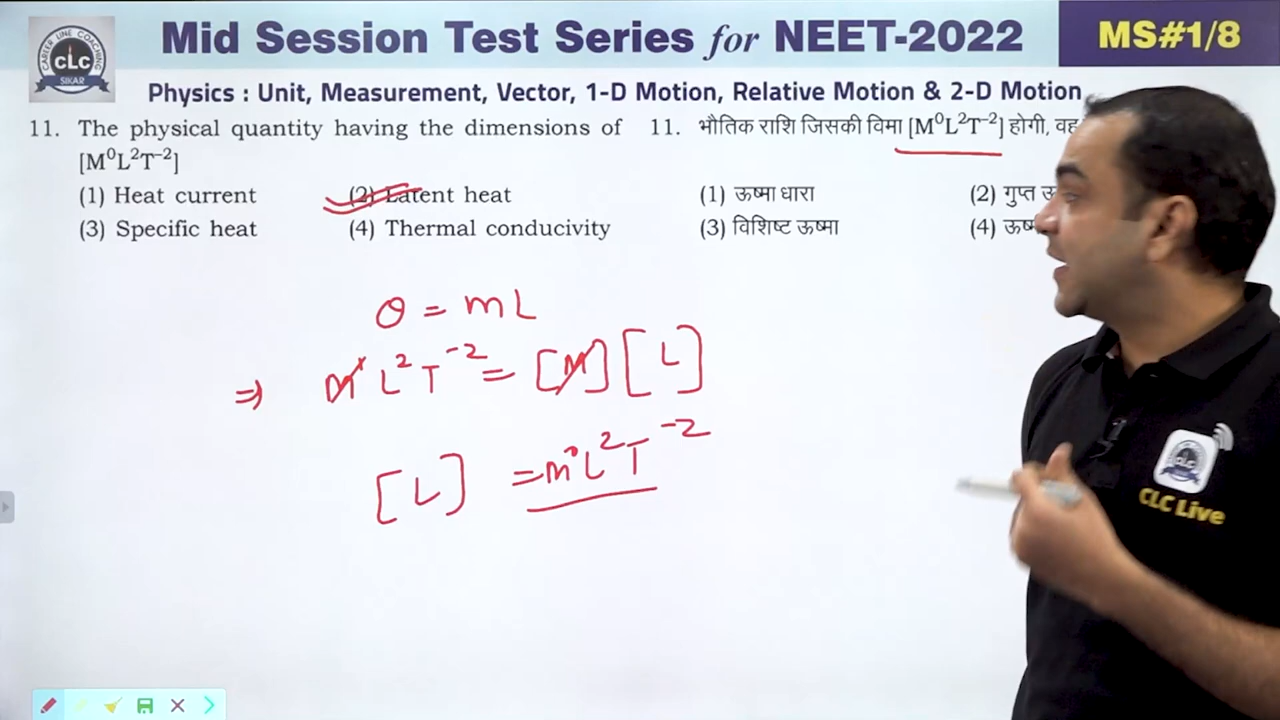 CAREER LINE COACHING
CLC
SIKAR
Mid Session Test Series for NEET-2022
MS#1/8
Physics : Unit, Measurement, Vector, 1-D Motion, Relative Motion & 2-D Motion
11. The physical quantity having the dimensions of
[M⁰L²T⁻²]
(1) Heat current (2) Latent heat
(3) Specific heat (4) Thermal conducivity
11. भौतिक राशि जिसकी विमा [M⁰L²T⁻²] होगी, वह
(1) ऊष्मा धारा (2) गुप्त
(3) विशिष्ट ऊष्मा (4)
θ = mL
⇒ M¹ L² T⁻² = [M] [L]
[L] = M⁰L²T⁻²
CLC Live